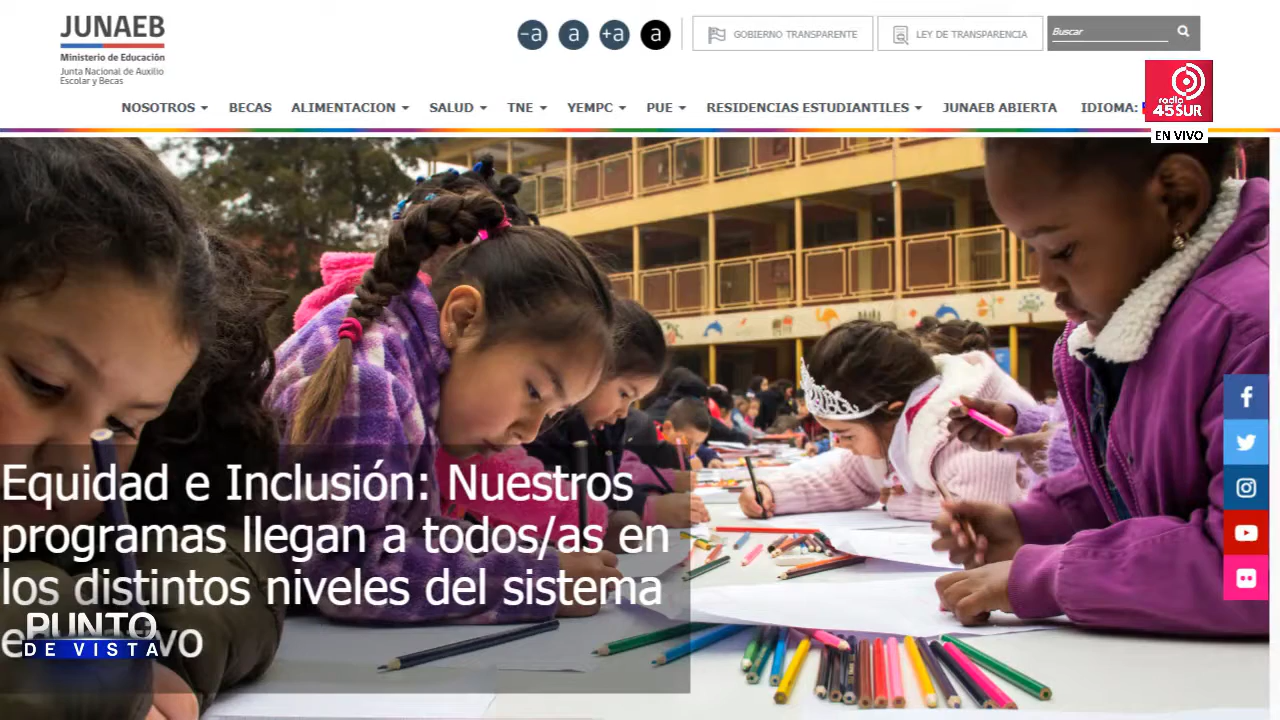 JUNAEB
Ministerio de Educación
Junta Nacional de Auxilio
Escolar y Becas
-a a +a a
GOBIERNO TRANSPARENTE
LEY DE TRANSPARENCIA
Buscar
NOSOTROS BECAS ALIMENTACION SALUD TNE YEMPC PUE RESIDENCIAS ESTUDIANTILES JUNAEB ABIERTA IDIOMA:
radio
45SUR
EN VIVO
Equidad e Inclusión: Nuestros
programas llegan a todos/as en
los distintos niveles del sistema
PUNTO
DE VISTA